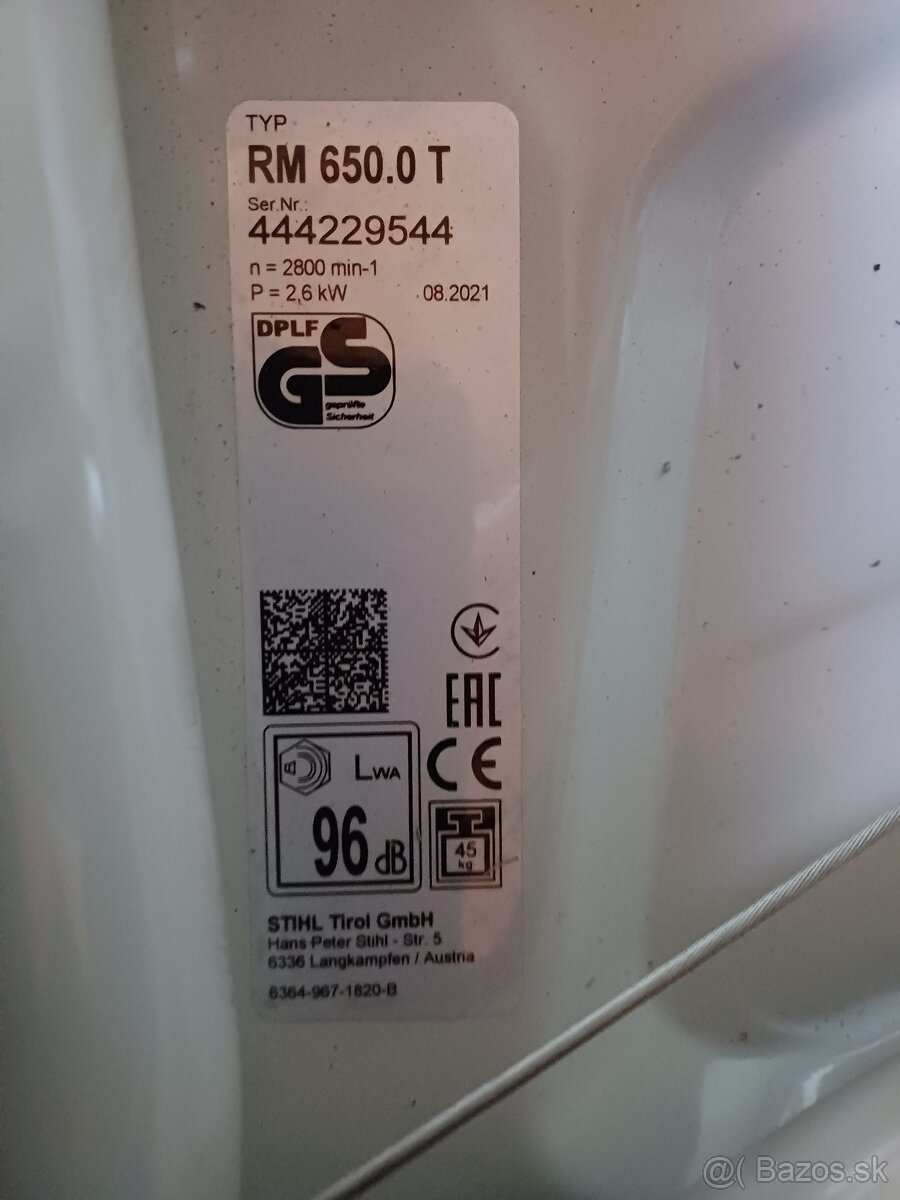 TYP
RM 650.0 T
Ser.Nr.:
444229544
n = 2800 min-1
P = 2,6 kW 08.2021
DPLF
GS
geprüfte
Sicherheit
EAC
CE
LWA
96 dB
45
kg
STIHL Tirol GmbH
Hans Peter Stihl - Str. 5
6336 Langkampfen / Austria
6364-967-1820-B
@( Bazos.sk